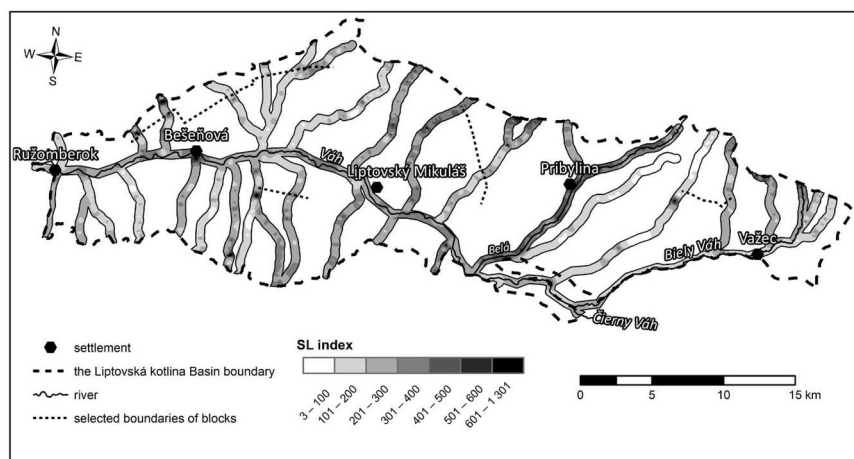 N
W E
S
Ružomberok
Bešeňová
Váh
Liptovský Mikuláš
Pribylina
Belá
Biely Váh
Važec
Čierny Váh
settlement
the Liptovská kotlina Basin boundary
river
selected boundaries of blocks
SL index
3 – 100
101 – 200
201 – 300
301 – 400
401 – 500
501 – 600
601 – 1 301
0 5 10 15 km